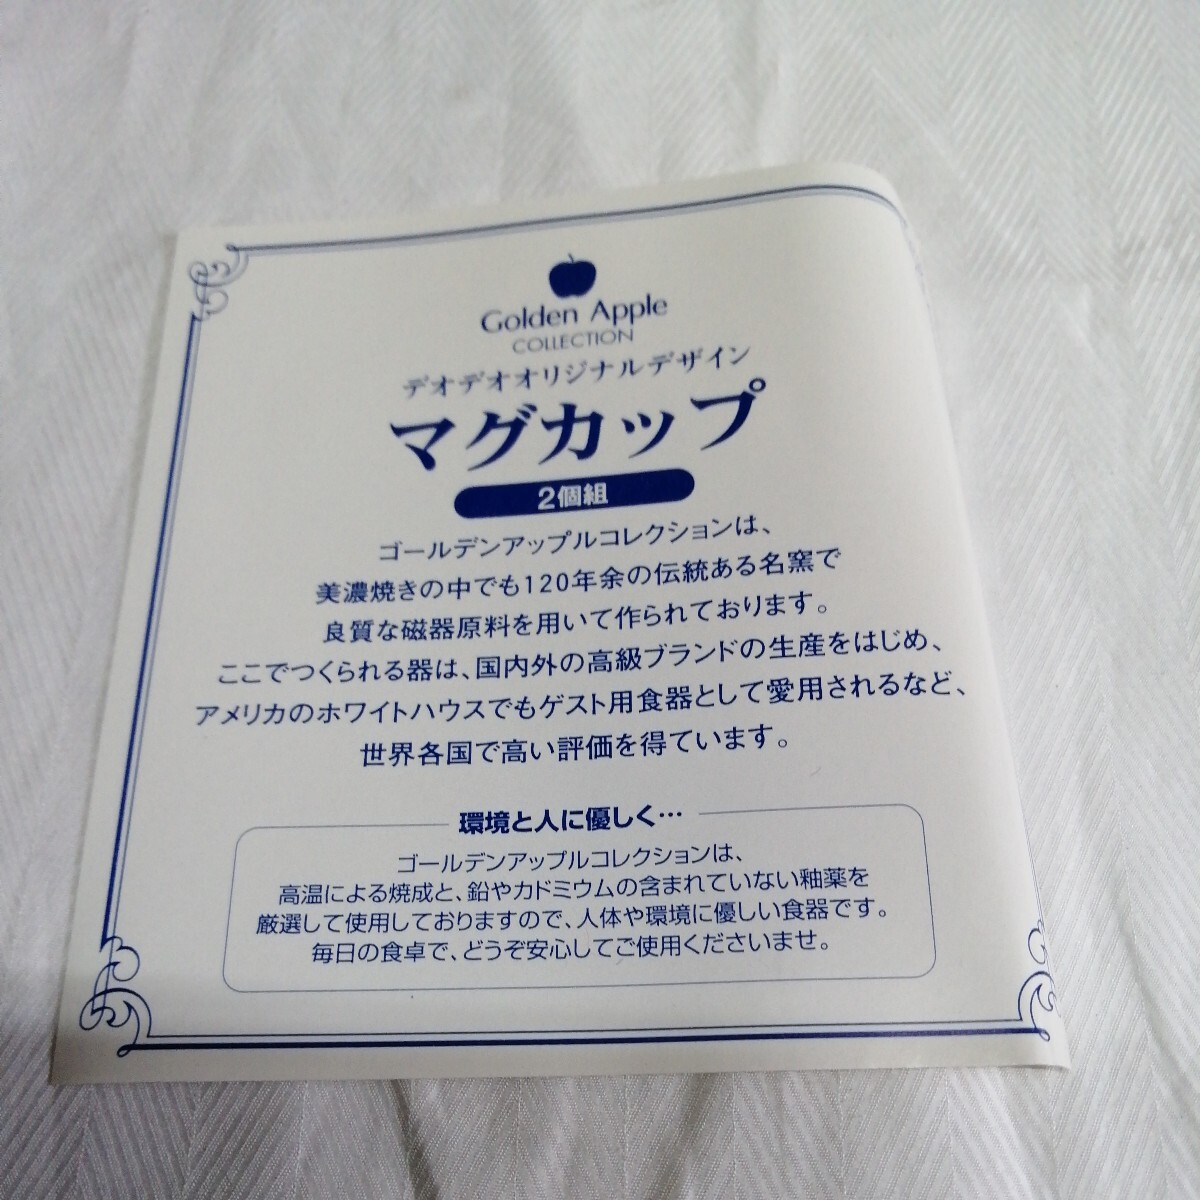 Golden Apple
COLLECTION
デオデオオリジナルデザイン
マグカップ
2個組
ゴールデンアップルコレクションは、
美濃焼きの中でも120年余の伝統ある名窯で
良質な磁器原料を用いて作られております。
ここでつくられる器は、国内外の高級ブランドの生産をはじめ、
アメリカのホワイトハウスでもゲスト用食器として愛用されるなど、
世界各国で高い評価を得ています。
環境と人に優しく…
ゴールデンアップルコレクションは、
高温による焼成と、鉛やカドミウムの含まれていない釉薬を
厳選して使用しておりますので、人体や環境に優しい食器です。
毎日の食卓で、どうぞ安心してご使用くださいませ。